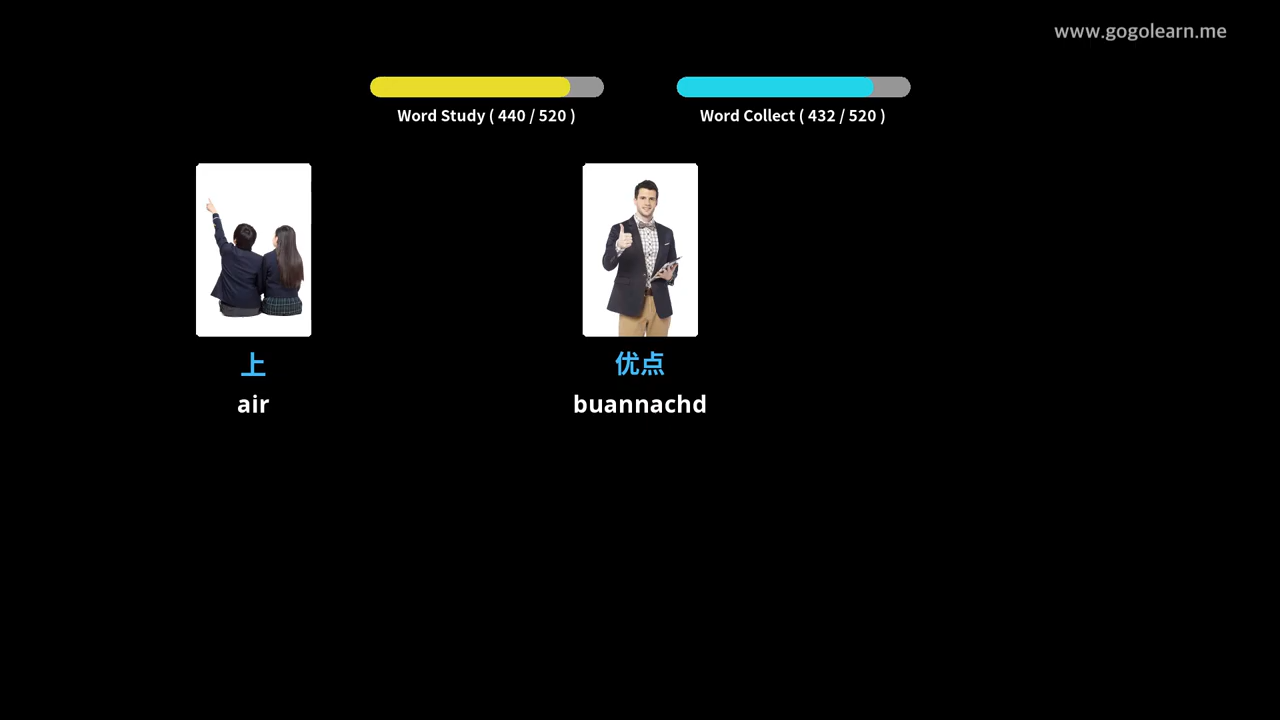 www.gogolearn.me
Word Study ( 440 / 520 )
Word Collect ( 432 / 520 )
上
air
优点
buannachd